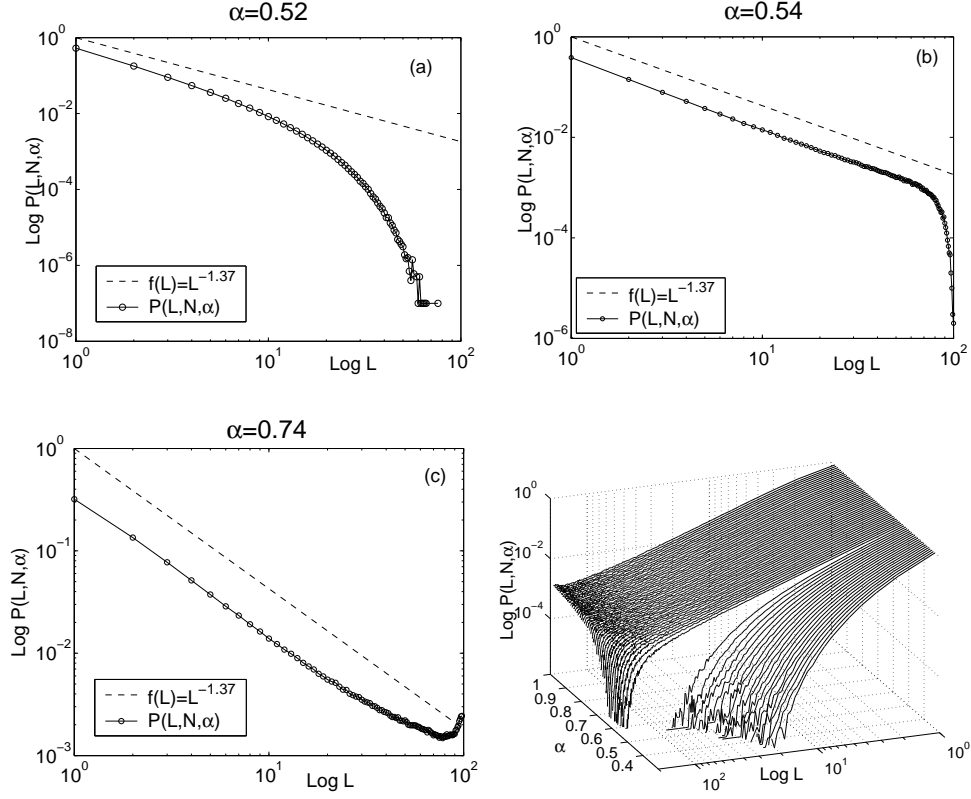 α=0.52
10^0
10^-2
10^-4
10^-6
10^-8
Log P(L,N,α)
(a)
f(L)=L^-1.37
P(L,N,α)
10^0
10^1
10^2
Log L
α=0.54
10^0
10^-2
10^-4
10^-6
Log P(L,N,α)
(b)
f(L)=L^-1.37
P(L,N,α)
10^0
10^1
10^2
Log L
α=0.74
10^0
10^-1
10^-2
10^-3
Log P(L,N,α)
(c)
f(L)=L^-1.37
P(L,N,α)
10^0
10^1
10^2
Log L
10^0
10^-2
10^-4
Log P(L,N,α)
1
0.9
0.8
0.7
0.6
0.5
0.4
α
10^2
10^1
10^0
Log L